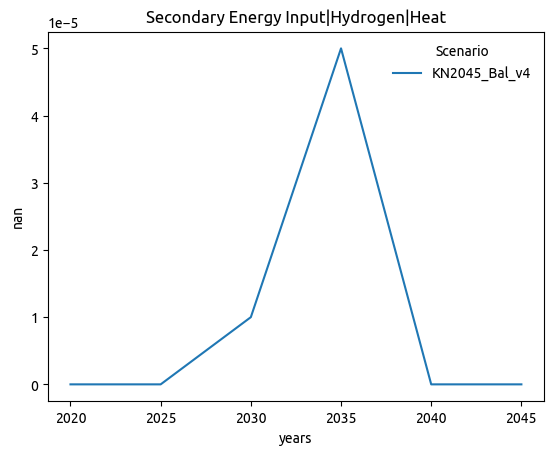 Secondary Energy Input|Hydrogen|Heat
1e−5
Scenario
KN2045_Bal_v4
5
4
3
2
1
0
nan
2020 2025 2030 2035 2040 2045
years